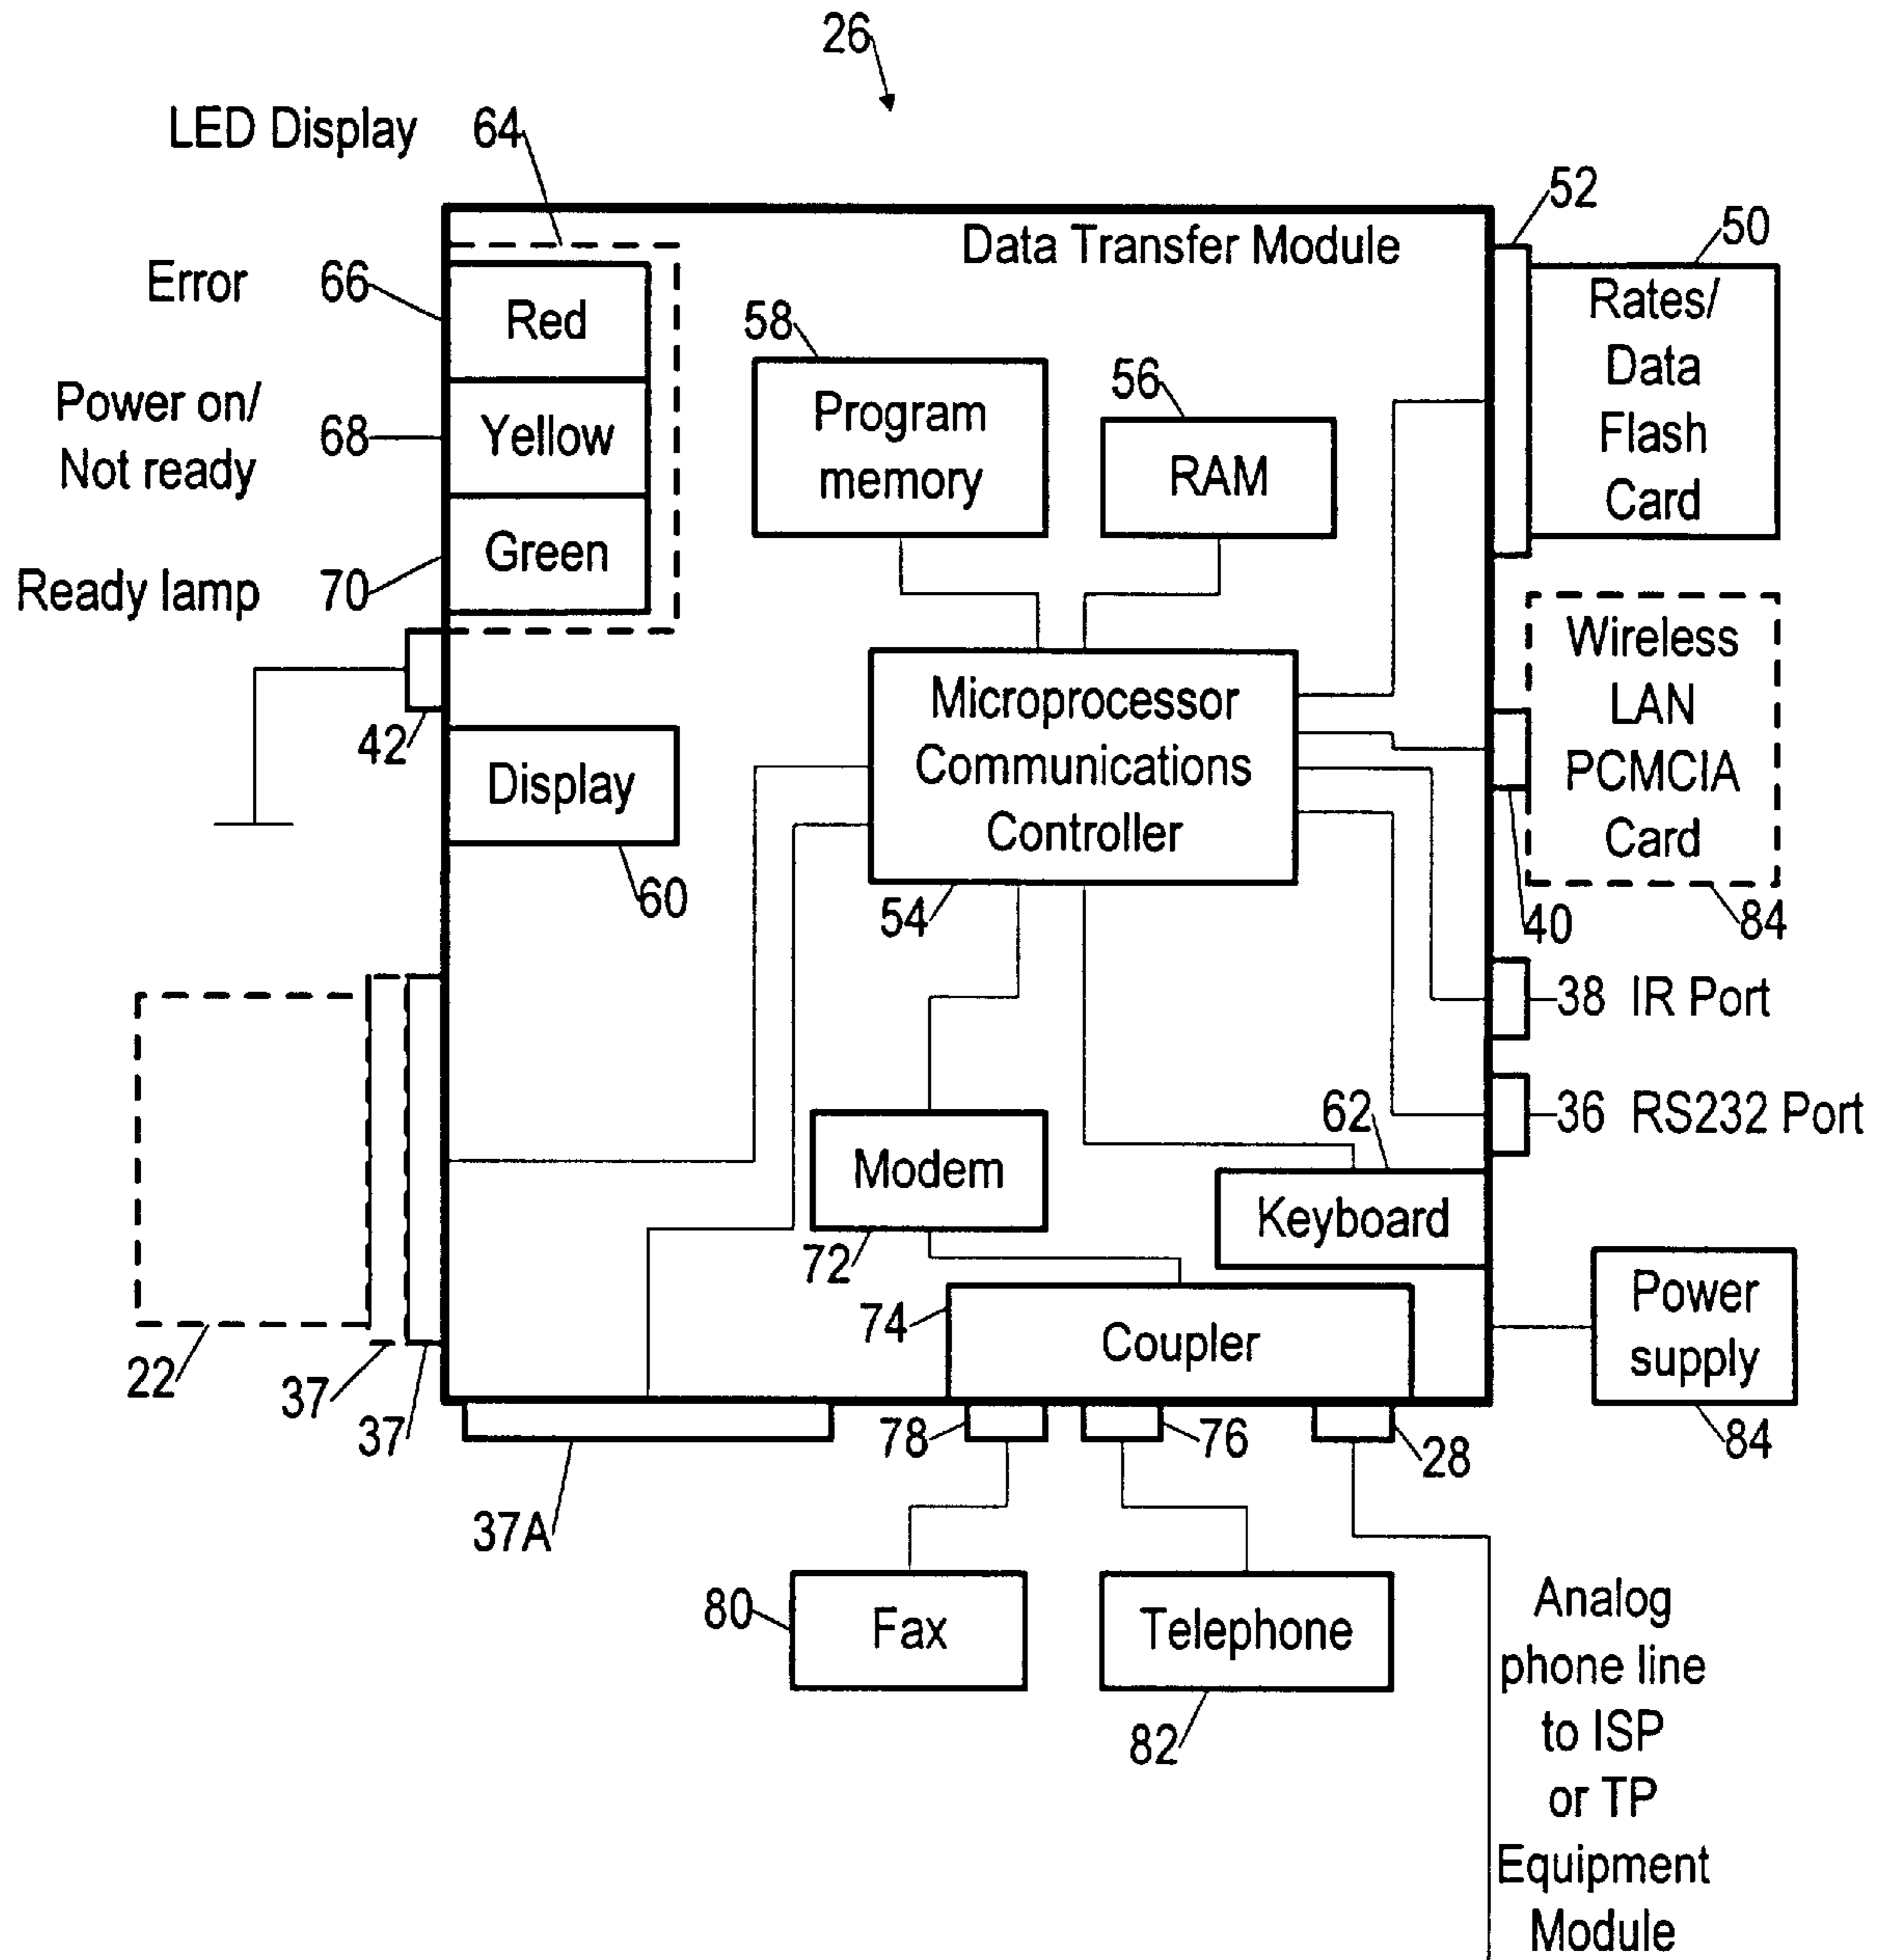 26
LED Display
64
52
50
Data Transfer Module
Error
66
Red
Rates/
Data
Flash
Card
58
Program
memory
56
RAM
Power on/
Not ready
68
Yellow
Ready lamp
70
Green
42
Display
60
Microprocessor
Communications
Controller
54
Wireless
LAN
PCMCIA
Card
40
84
38 IR Port
36 RS232 Port
62
Keyboard
Modem
72
74
Coupler
Power
supply
84
22
37
37
37A
78
76
28
80
Fax
Telephone
82
Analog
phone line
to ISP
or TP
Equipment
Module